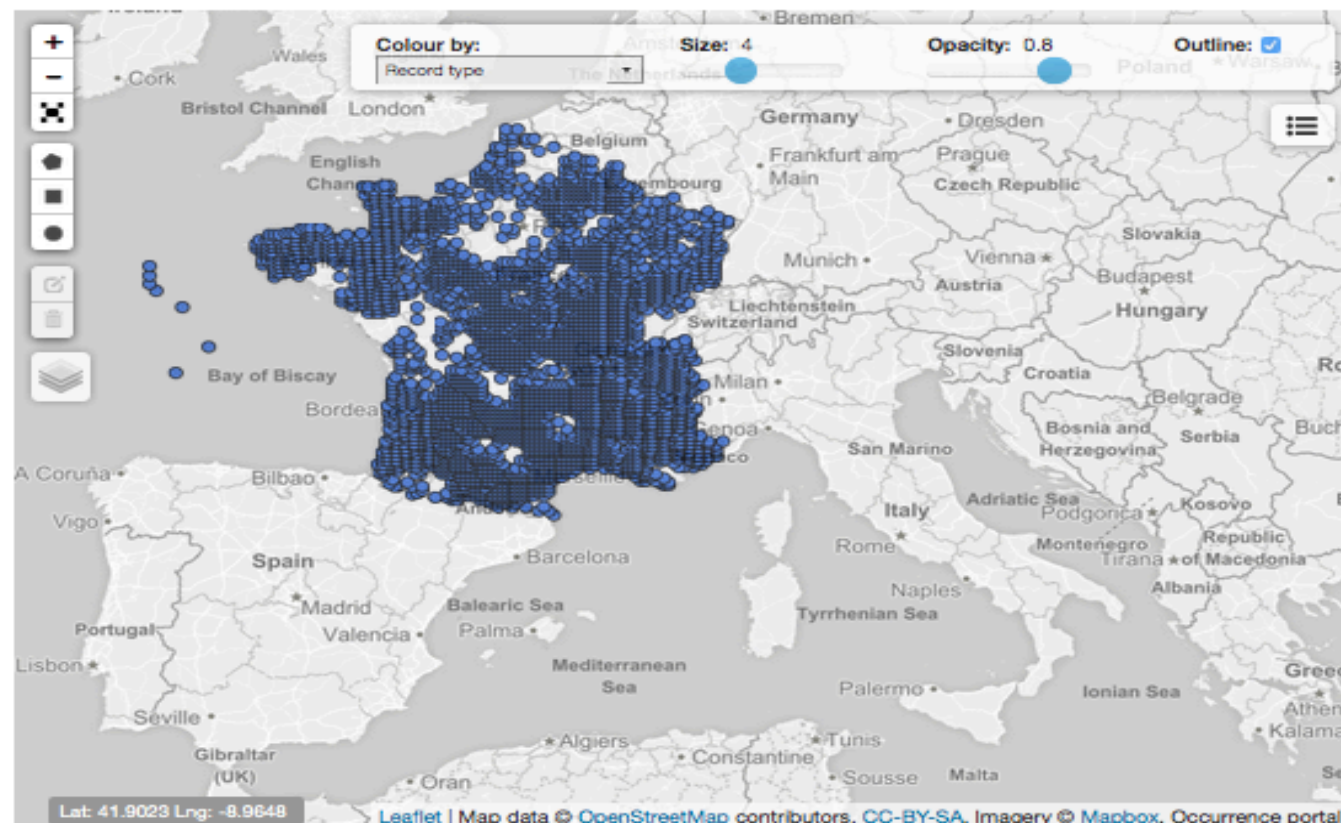 Bremen
+
Colour by:
Size: 4
Opacity: 0.8
Outline:
Wales
−
Record type
The Netherlands
Poland
Warsaw
Cork
Bristol Channel
London
Germany
Dresden
Belgium
English
Frankfurt am
Main
Prague
Czech Republic
Slovakia
Munich
Vienna
Budapest
Austria
Liechtenstein
Switzerland
Hungary
Slovenia
Croatia
Bay of Biscay
Milan
Belgrade
Bosnia and
Herzegovina
Serbia
San Marino
A Coruña
Bilbao
Adriatic Sea
Kosovo
Vigo
Italy
Podgorica
Republic
of Macedonia
Spain
Barcelona
Rome
Montenegro
Tirana
Albania
Madrid
Balearic Sea
Naples
Tyrrhenian Sea
Portugal
Valencia
Palma
Lisbon
Mediterranean
Sea
Palermo
Ionian Sea
Seville
Algiers
Tunis
Gibraltar
(UK)
Constantine
Oran
Sousse
Malta
Lat: 41.9023 Lng: -8.9648
Leaflet | Map data © OpenStreetMap contributors, CC-BY-SA, Imagery © Mapbox, Occurrence portal